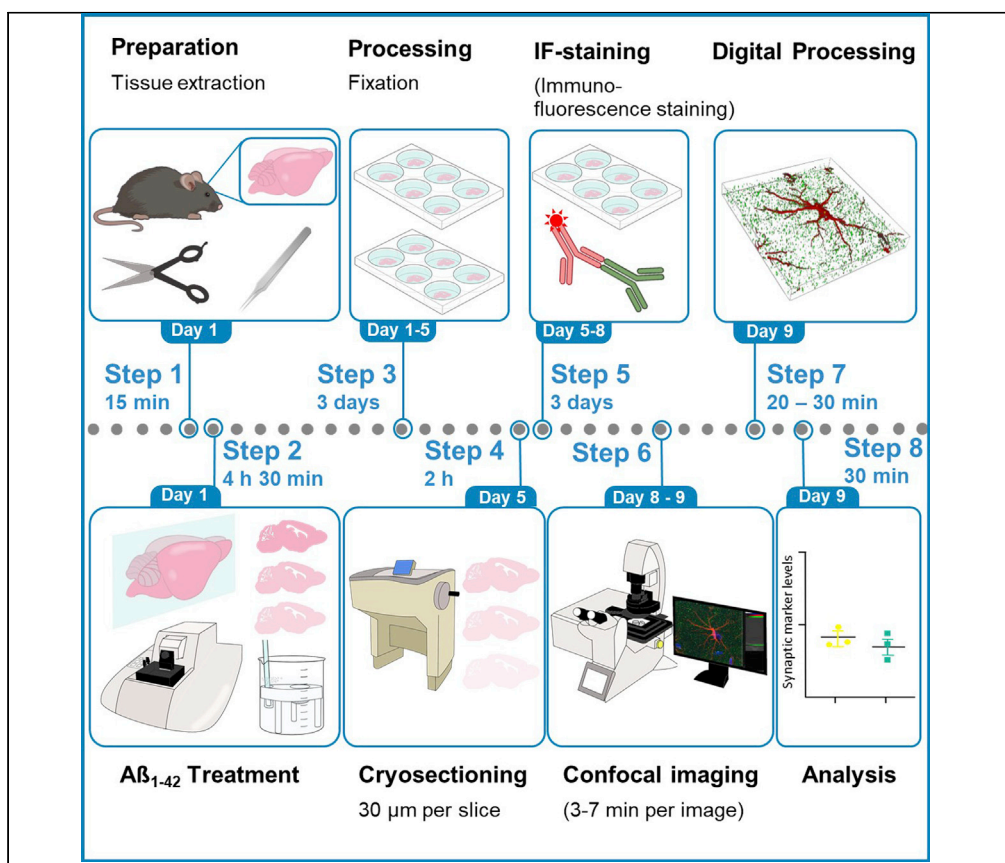 Preparation
Tissue extraction
Processing
Fixation
IF-staining
(Immuno-
fluorescence staining)
Digital Processing
Day 1
Day 1-5
Day 5-8
Day 9
Step 1
15 min
Step 3
3 days
Step 5
3 days
Step 7
20 – 30 min
Step 2
4 h 30 min
Step 4
2 h
Step 6
Step 8
30 min
Day 1
Day 5
Day 8 - 9
Day 9
Synaptic marker levels
Aß1-42 Treatment
Cryosectioning
30 µm per slice
Confocal imaging
(3-7 min per image)
Analysis